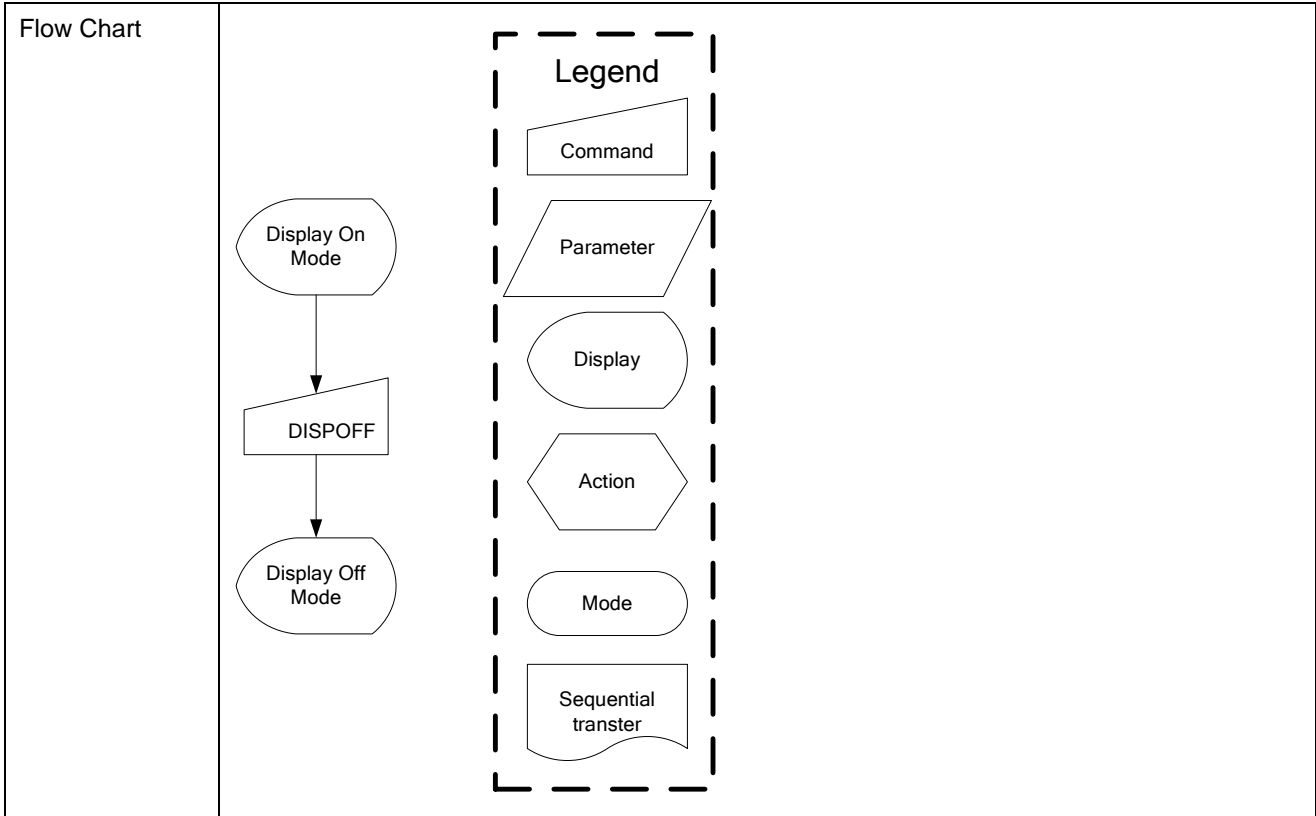 Flow Chart
Display On
Mode
DISPOFF
Display Off
Mode
Legend
Command
Parameter
Display
Action
Mode
Sequential
transter